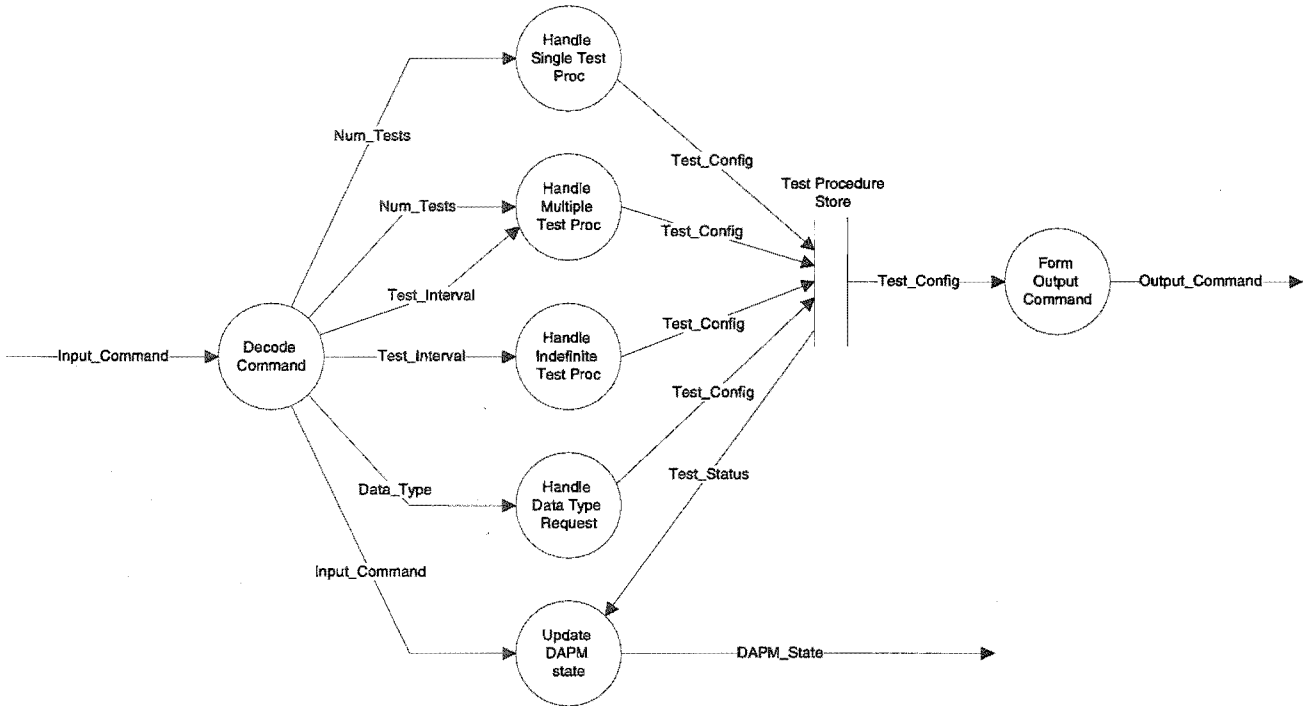 Handle
Single Test
Proc
Num_Tests
Test_Config
Handle
Multiple
Test Proc
Test Procedure
Store
Num_Tests
Test_Config
Form
Output
Command
Test_Config
Output_Command
Test_Interval
Test_Config
Input_Command
Decode
Command
Test_Interval
Handle
Indefinite
Test Proc
Test_Config
Test_Status
Data_Type
Handle
Data Type
Request
Input_Command
Update
DAPM
state
DAPM_State